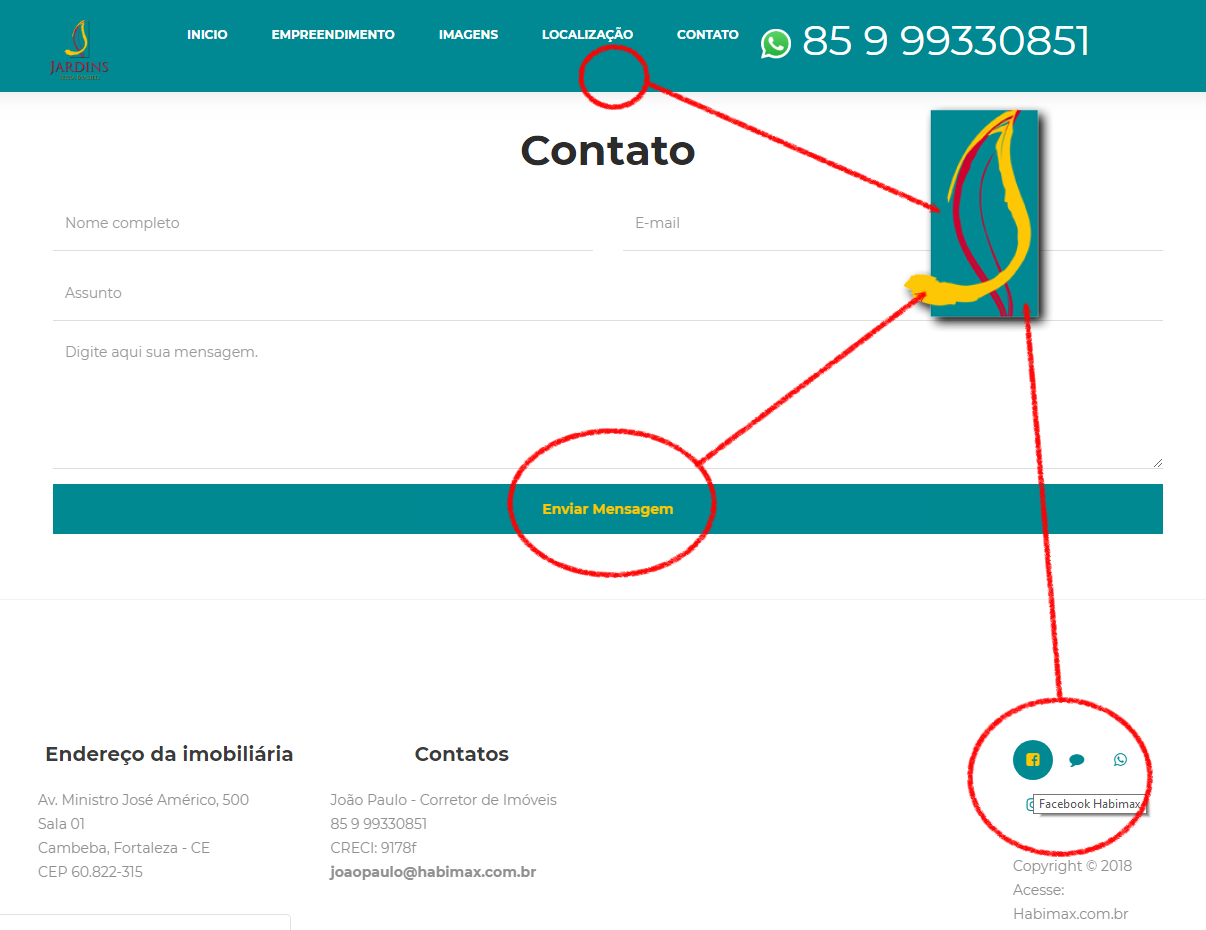 JARDINS
INICIO EMPREENDIMENTO IMAGENS LOCALIZAÇÃO CONTATO 85 9 99330851
Contato
Nome completo E-mail
Assunto
Digite aqui sua mensagem.
Enviar Mensagem
Endereço da imobiliária
Av. Ministro José Américo, 500
Sala 01
Cambeba, Fortaleza - CE
CEP 60.822-315
Contatos
João Paulo - Corretor de Imóveis
85 9 99330851
CRECI: 9178f
joaopaulo@habimax.com.br
Facebook Habimax
Copyright © 2018
Acesse:
Habimax.com.br